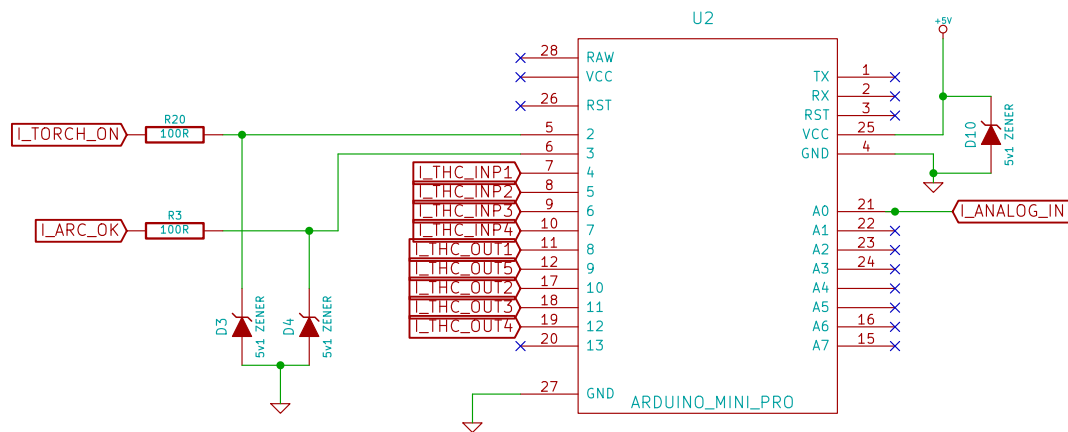 U2
+5V
28 RAW
VCC
26 RST
5 2
6 3
7 4
8 5
9 6
10 7
11 8
12 9
17 10
18 11
19 12
20 13
27 GND
TX 1
RX 2
RST 3
VCC 25
GND 4
A0 21
A1 22
A2 23
A3 24
A4
A5
A6 16
A7 15
ARDUINO_MINI_PRO
I_TORCH_ON
R20
100R
I_ARC_OK
R3
100R
I_THC_INP1
I_THC_INP2
I_THC_INP3
I_THC_INP4
I_THC_OUT1
I_THC_OUT5
I_THC_OUT2
I_THC_OUT3
I_THC_OUT4
D3
5v1 ZENER
D4
5v1 ZENER
D10
5v1 ZENER
I_ANALOG_IN